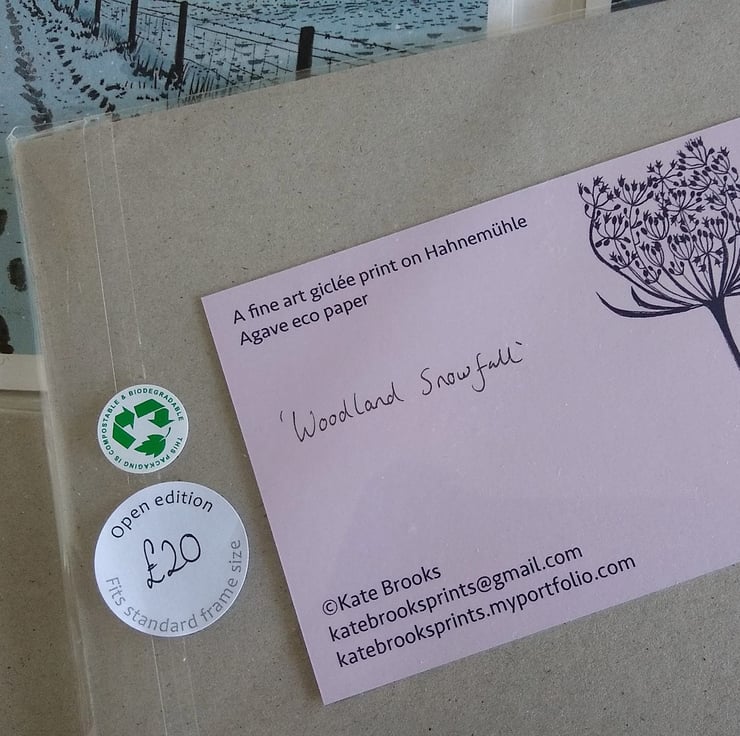 A fine art giclée print on Hahnemühle
Agave eco paper
'Woodland Snowfall'
©Kate Brooks
katebrooksprints@gmail.com
katebrooksprints.myportfolio.com
THIS PACKAGING IS COMPOSTABLE & BIODEGRADABLE
Open edition
£20
Fits standard frame size